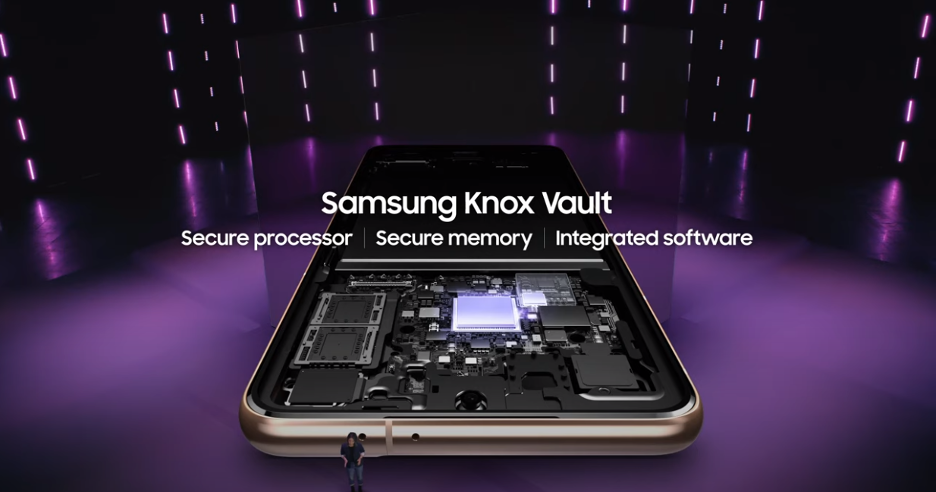 Samsung Knox Vault
Secure processor | Secure memory | Integrated software